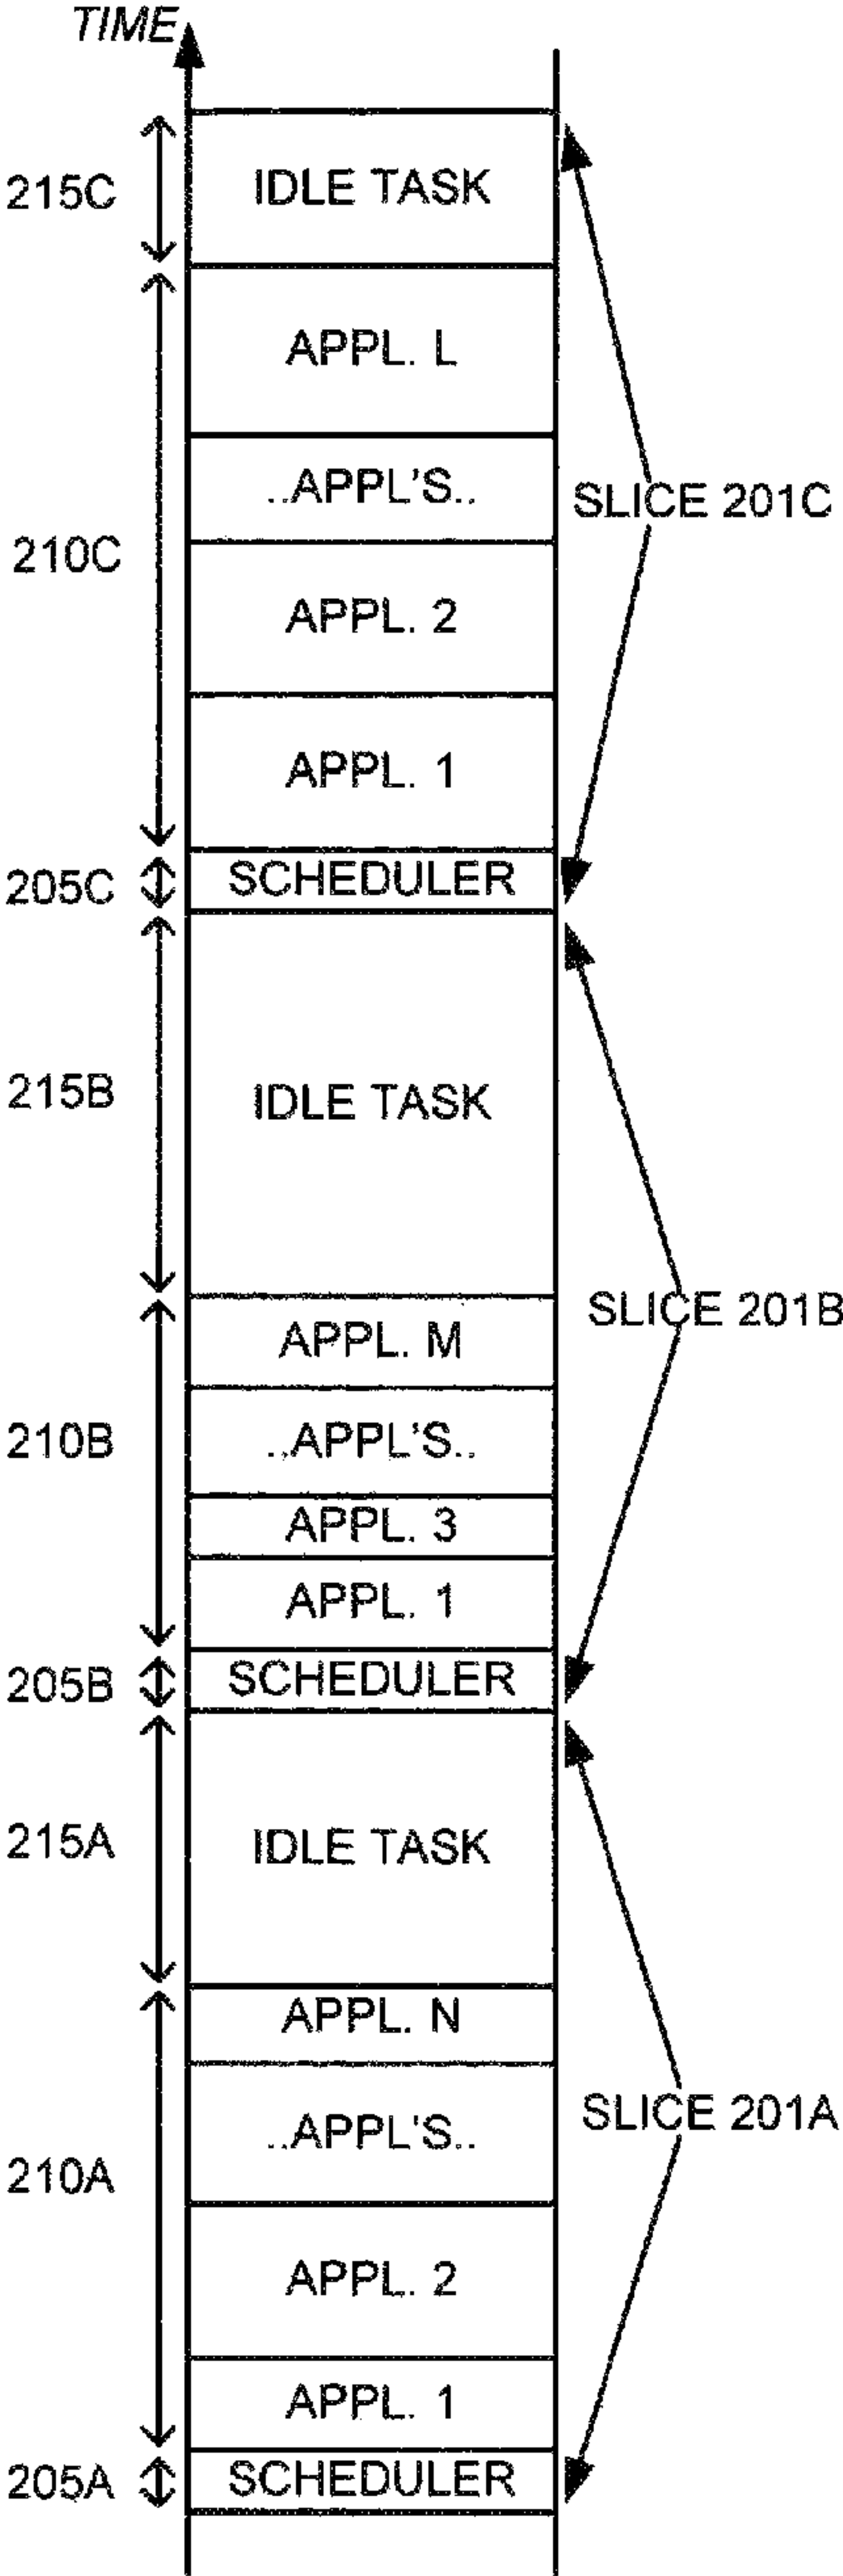 TIME
215C
IDLE TASK
APPL. L
..APPL'S..
SLICE 201C
210C
APPL. 2
APPL. 1
205C
SCHEDULER
215B
IDLE TASK
SLICE 201B
APPL. M
210B
..APPL'S..
APPL. 3
APPL. 1
205B
SCHEDULER
215A
IDLE TASK
APPL. N
SLICE 201A
..APPL'S..
210A
APPL. 2
APPL. 1
205A
SCHEDULER